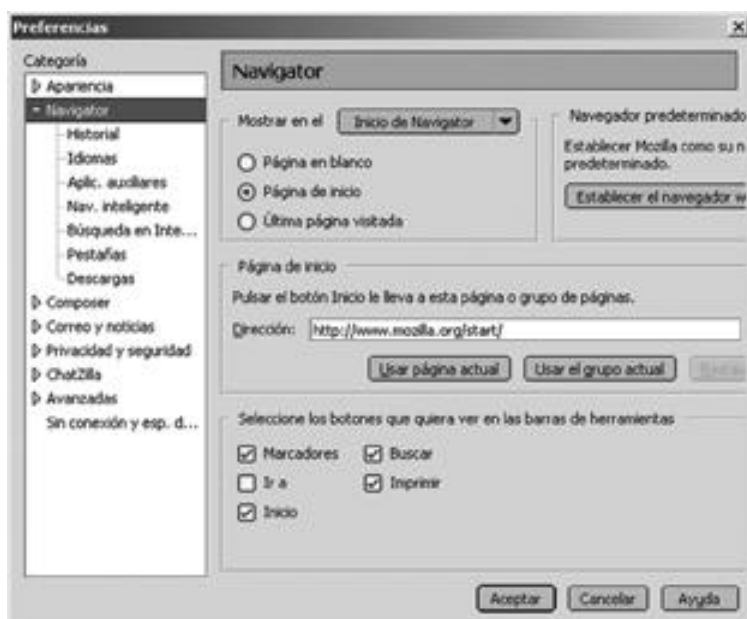 Preferencias
Categoría
Apariencia
Navigator
Historial
Idiomas
Aplic. auxiliares
Nav. inteligente
Búsqueda en Inte...
Pestañas
Descargas
Composer
Correo y noticias
Privacidad y seguridad
ChatZilla
Avanzadas
Sin conexión y esp. d...
Navigator
Mostrar en el Inicio de Navigator
Página en blanco
Página de inicio
Última página visitada
Navegador predeterminado
Establecer Mozilla como su n
predeterminado.
Establecer el navegador w
Página de inicio
Pulsar el botón Inicio le lleva a esta página o grupo de páginas.
Dirección: http://www.mozilla.org/start/
Usar página actual Usar el grupo actual
Seleccione los botones que quiera ver en las barras de herramientas
Marcadores Buscar
Ir a Imprimir
Inicio
Aceptar Cancelar Ayuda